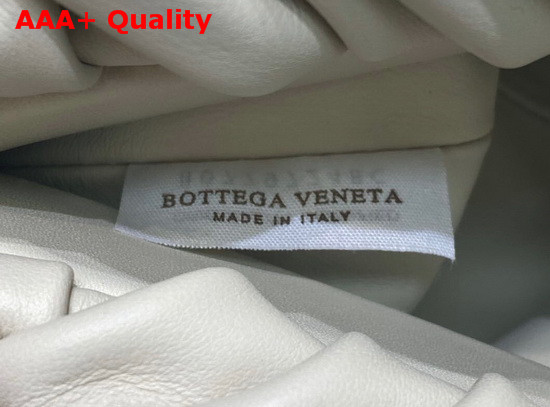 AAA+ Quality
BOTTEGA VENETA
MADE IN ITALY